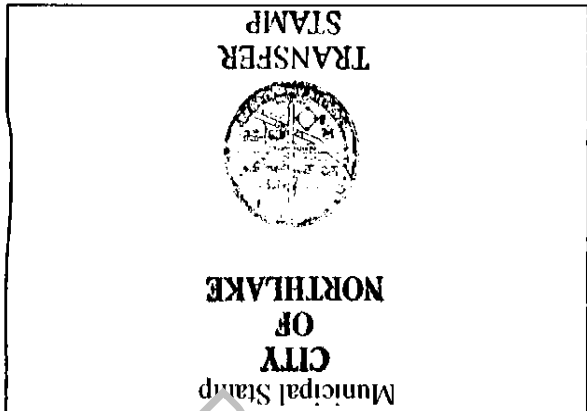 Municipal Stamp
CITY
OF
NORTHLAKE
TRANSFER
STAMP